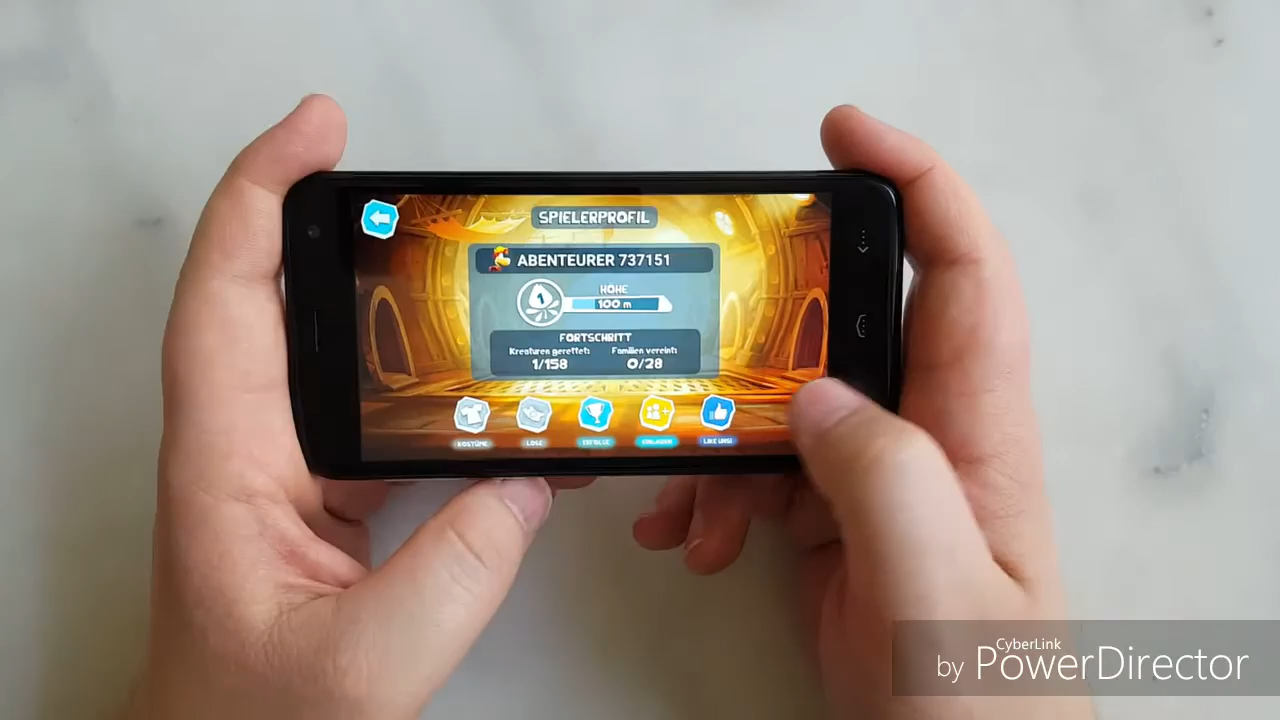 SPIELERPROFIL
ABENTEURER 737151
1
HÖHE
100 m
FORTSCHRITT
Kreaturen gerettet: Familien vereint:
1/158 0/28
KOSTÜME LOSE ERFOLGE EINLADEN LIKE UNS!
CyberLink
by PowerDirector